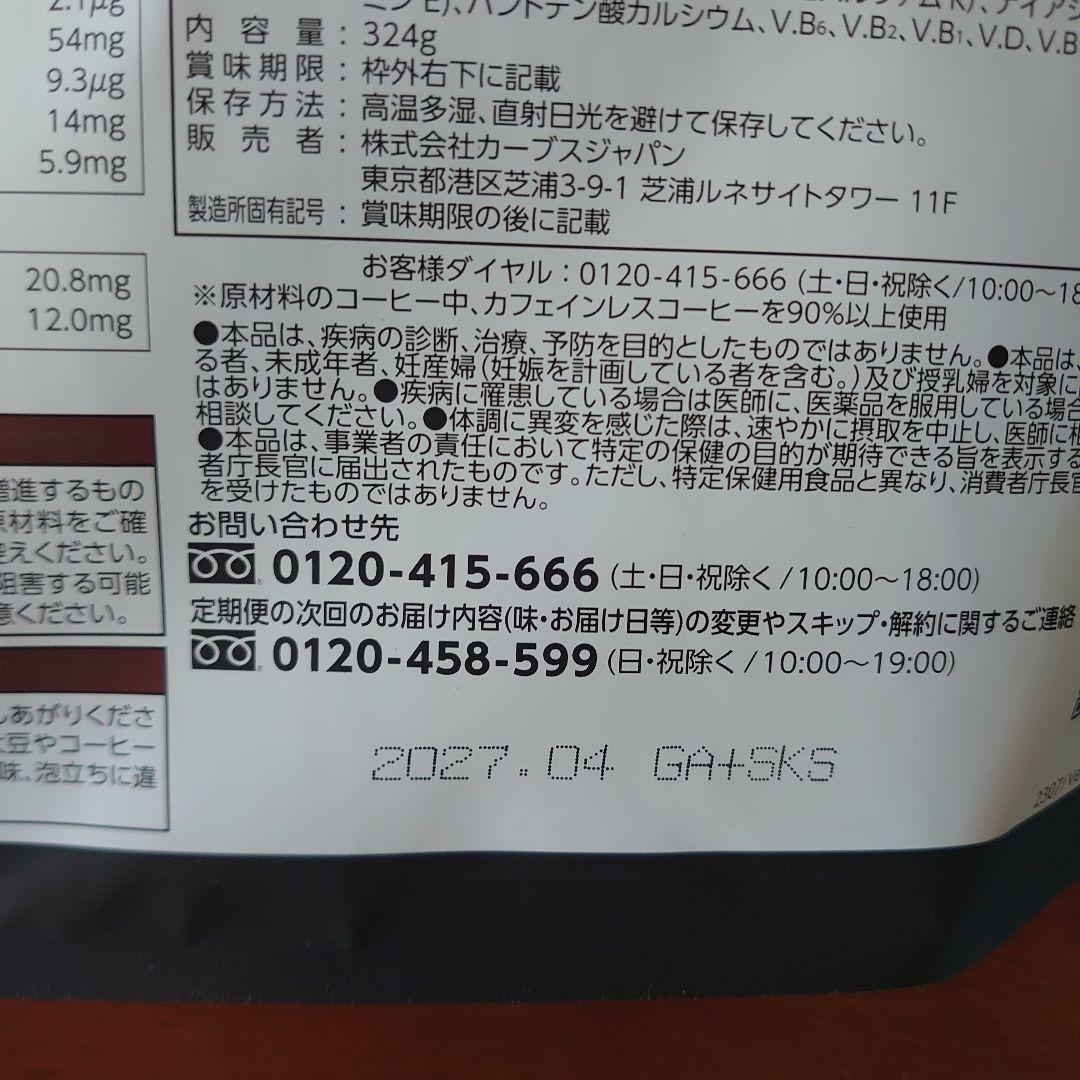 2.1μg
54mg
9.3μg
14mg
5.9mg
20.8mg
12.0mg
ミンE)、パントテン酸カルシウム、V.B6、V.B2、V.B1、V.D、V.B
内容量：324g
賞味期限：枠外右下に記載
保存方法：高温多湿、直射日光を避けて保存してください。
販売者：株式会社カーブスジャパン
東京都港区芝浦3-9-1 芝浦ルネサイトタワー 11F
製造所固有記号：賞味期限の後に記載
お客様ダイヤル：0120-415-666 (土・日・祝除く/10:00〜18
※原材料のコーヒー中、カフェインレスコーヒーを90%以上使用
●本品は、疾病の診断、治療、予防を目的としたものではありません。●本品は、
る者、未成年者、妊産婦(妊娠を計画している者を含む。)及び授乳婦を対象に
はありません。●疾病に罹患している場合は医師に、医薬品を服用している場合
相談してください。●体調に異変を感じた際は、速やかに摂取を中止し、医師に相
●本品は、事業者の責任において特定の保健の目的が期待できる旨を表示する
者庁長官に届出されたものです。ただし、特定保健用食品と異なり、消費者庁長官
を受けたものではありません。
お問い合わせ先
0120-415-666 (土・日・祝除く/10:00〜18:00)
定期便の次回のお届け内容(味・お届け日等)の変更やスキップ・解約に関するご連絡
0120-458-599 (日・祝除く/10:00〜19:00)
増進するもの
原材料をご確
控えください。
阻害する可能
意ください。
しあがりくださ
大豆やコーヒー
味。泡立ちに違
2027.04 GA+SKS